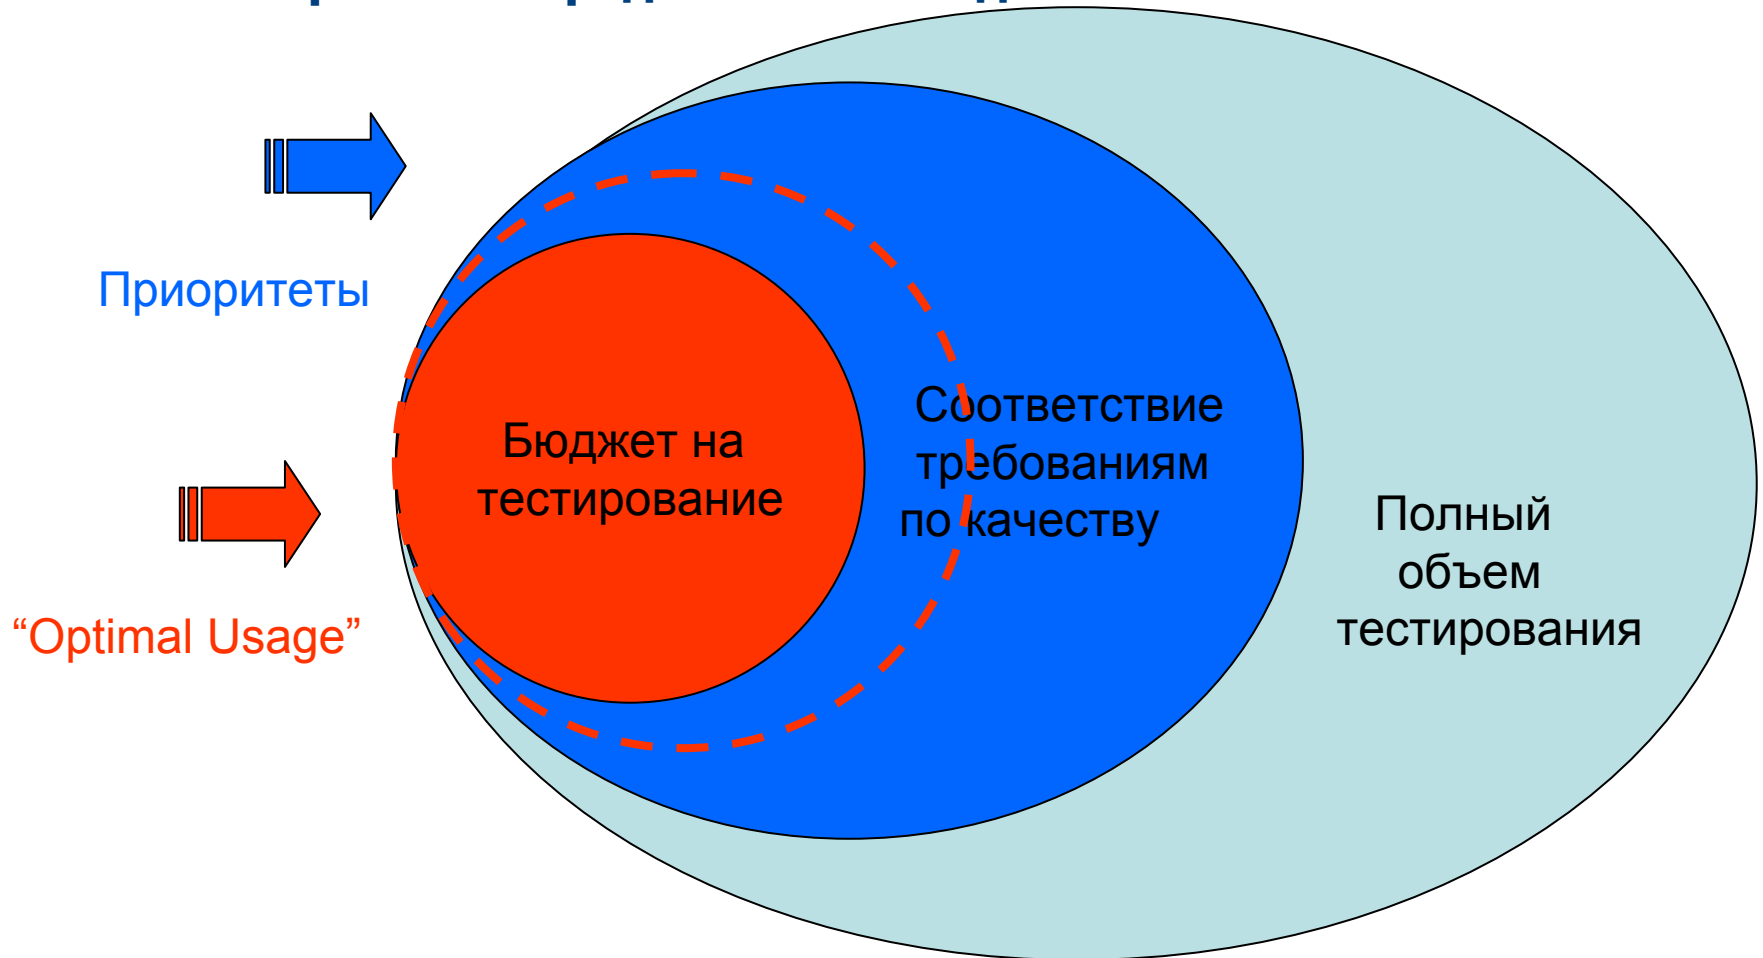 Приоритеты
“Optimal Usage”
Бюджет на
тестирование
Соответствие
требованиям
по качеству
Полный
объем
тестирования